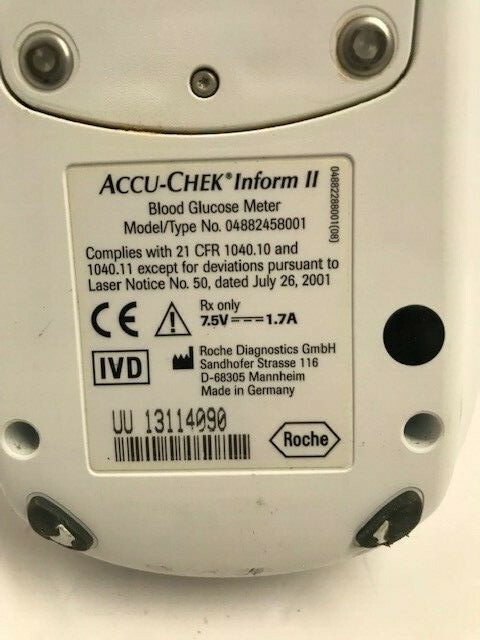 ACCU-CHEK® Inform II
Blood Glucose Meter
Model/Type No. 04882458001
Complies with 21 CFR 1040.10 and
1040.11 except for deviations pursuant to
Laser Notice No. 50, dated July 26, 2001
CE
Rx only
7.5V 1.7A
IVD
Roche Diagnostics GmbH
Sandhofer Strasse 116
D-68305 Mannheim
Made in Germany
UU 13114090
Roche
04882288001(08)